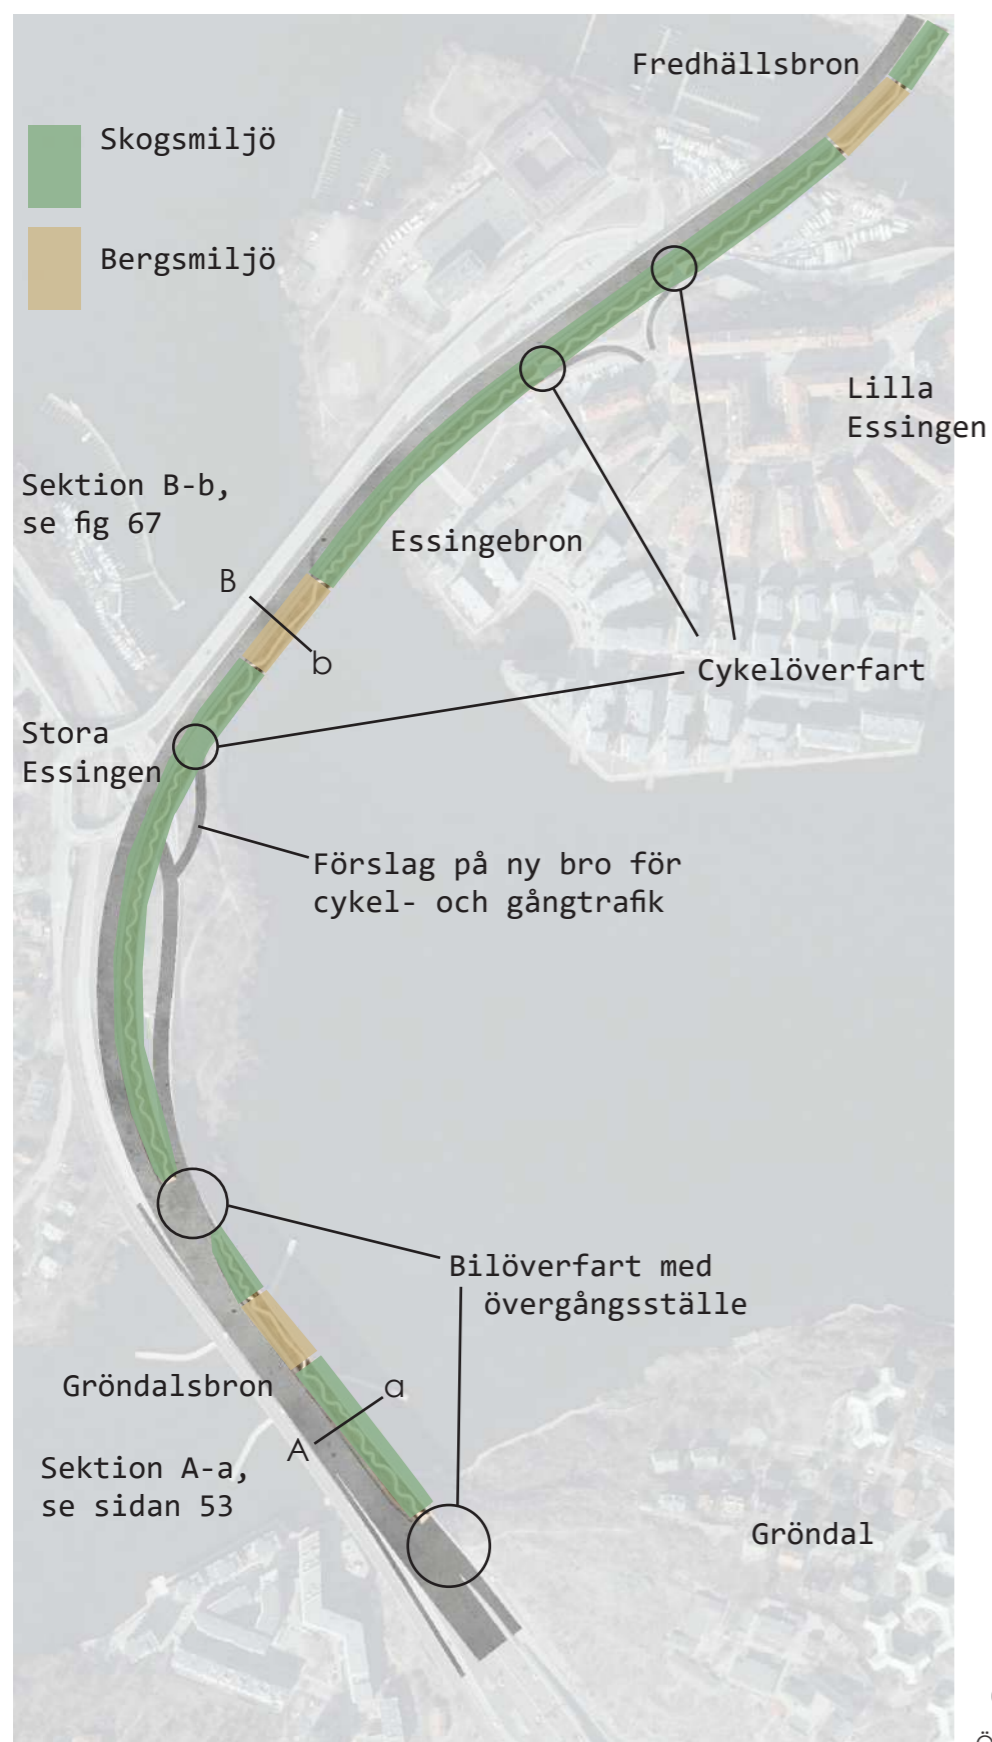 Fredhällsbron
Skogsmiljö
Bergsmiljö
Lilla
Essingen
Sektion B-b,
se fig 67
Essingebron
B
b
Cykelöverfart
Stora
Essingen
Förslag på ny bro för
cykel- och gångtrafik
Bilöverfart med
övergångsställe
Gröndalsbron
a
A
Sektion A-a,
se sidan 53
Gröndal